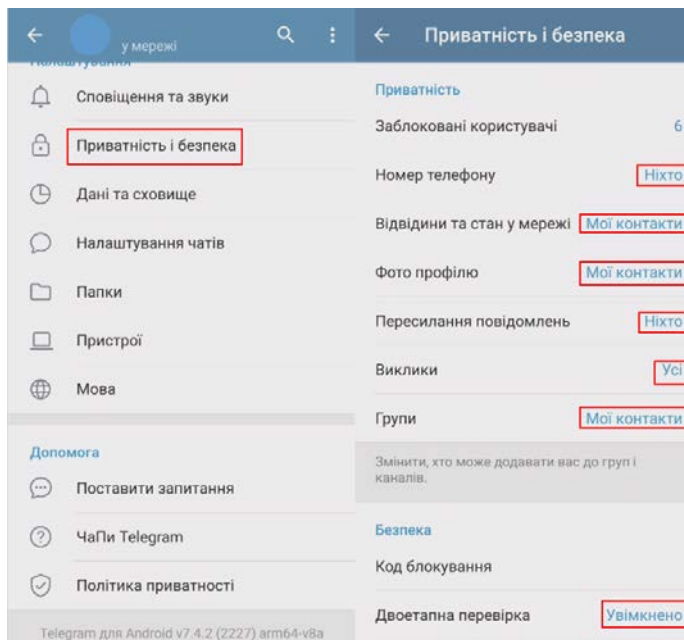 у мережі
Налаштування
Сповіщення та звуки
Приватність і безпека
Дані та сховище
Налаштування чатів
Папки
Пристрої
Мова
Допомога
Поставити запитання
ЧаПи Telegram
Політика приватності
Telegram для Android v7.4.2 (2227) arm64-v8a
Приватність і безпека
Приватність
Заблоковані користувачі 6
Номер телефону Ніхто
Відвідини та стан у мережі Мої контакти
Фото профілю Мої контакти
Пересилання повідомлень Ніхто
Виклики Усі
Групи Мої контакти
Змінити, хто може додавати вас до груп і
каналів.
Безпека
Код блокування
Двоетапна перевірка Увімкнено